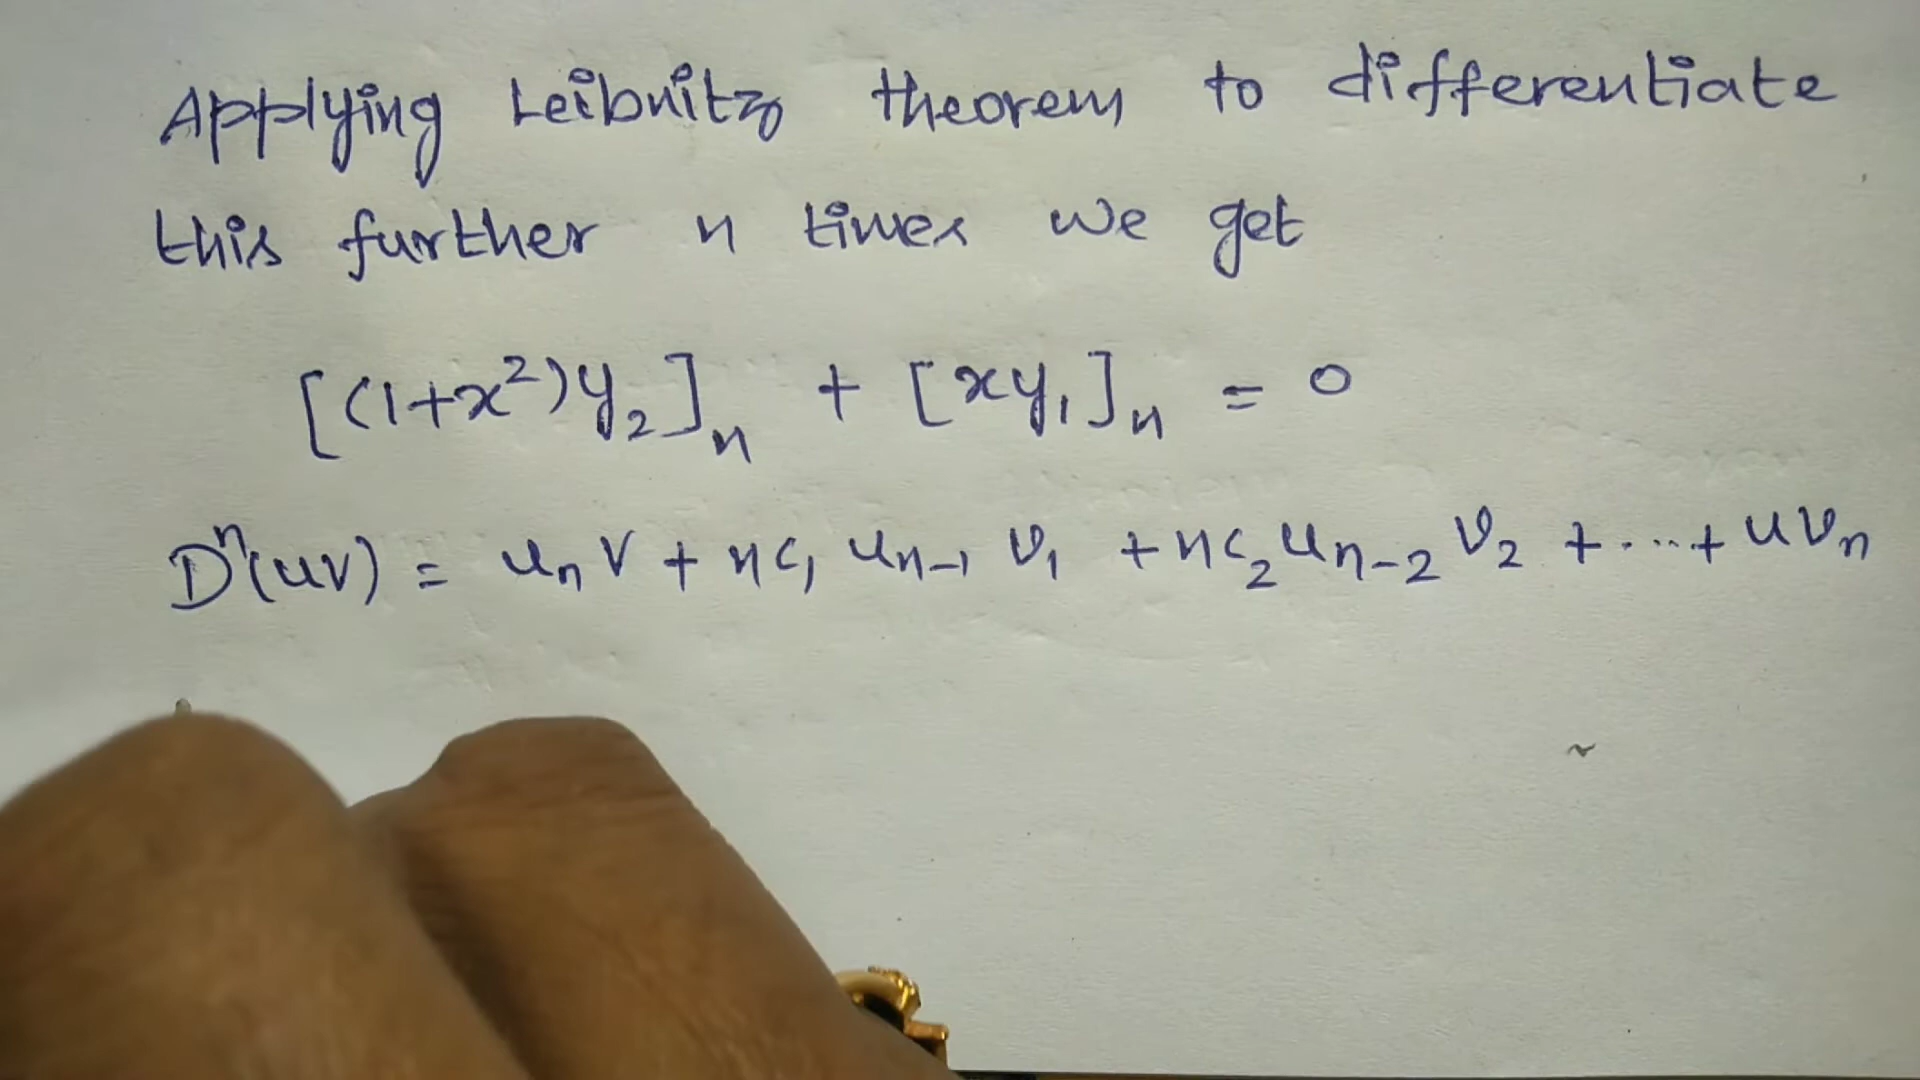 Applying Leibnitz theorem to differentiate
this further n times we get
[(1+x²)y₂]ₙ + [xy₁]ₙ = 0
Dⁿ(uv) = uₙ v + nc₁ uₙ₋₁ v₁ + nc₂ uₙ₋₂ v₂ + ... + uvₙ